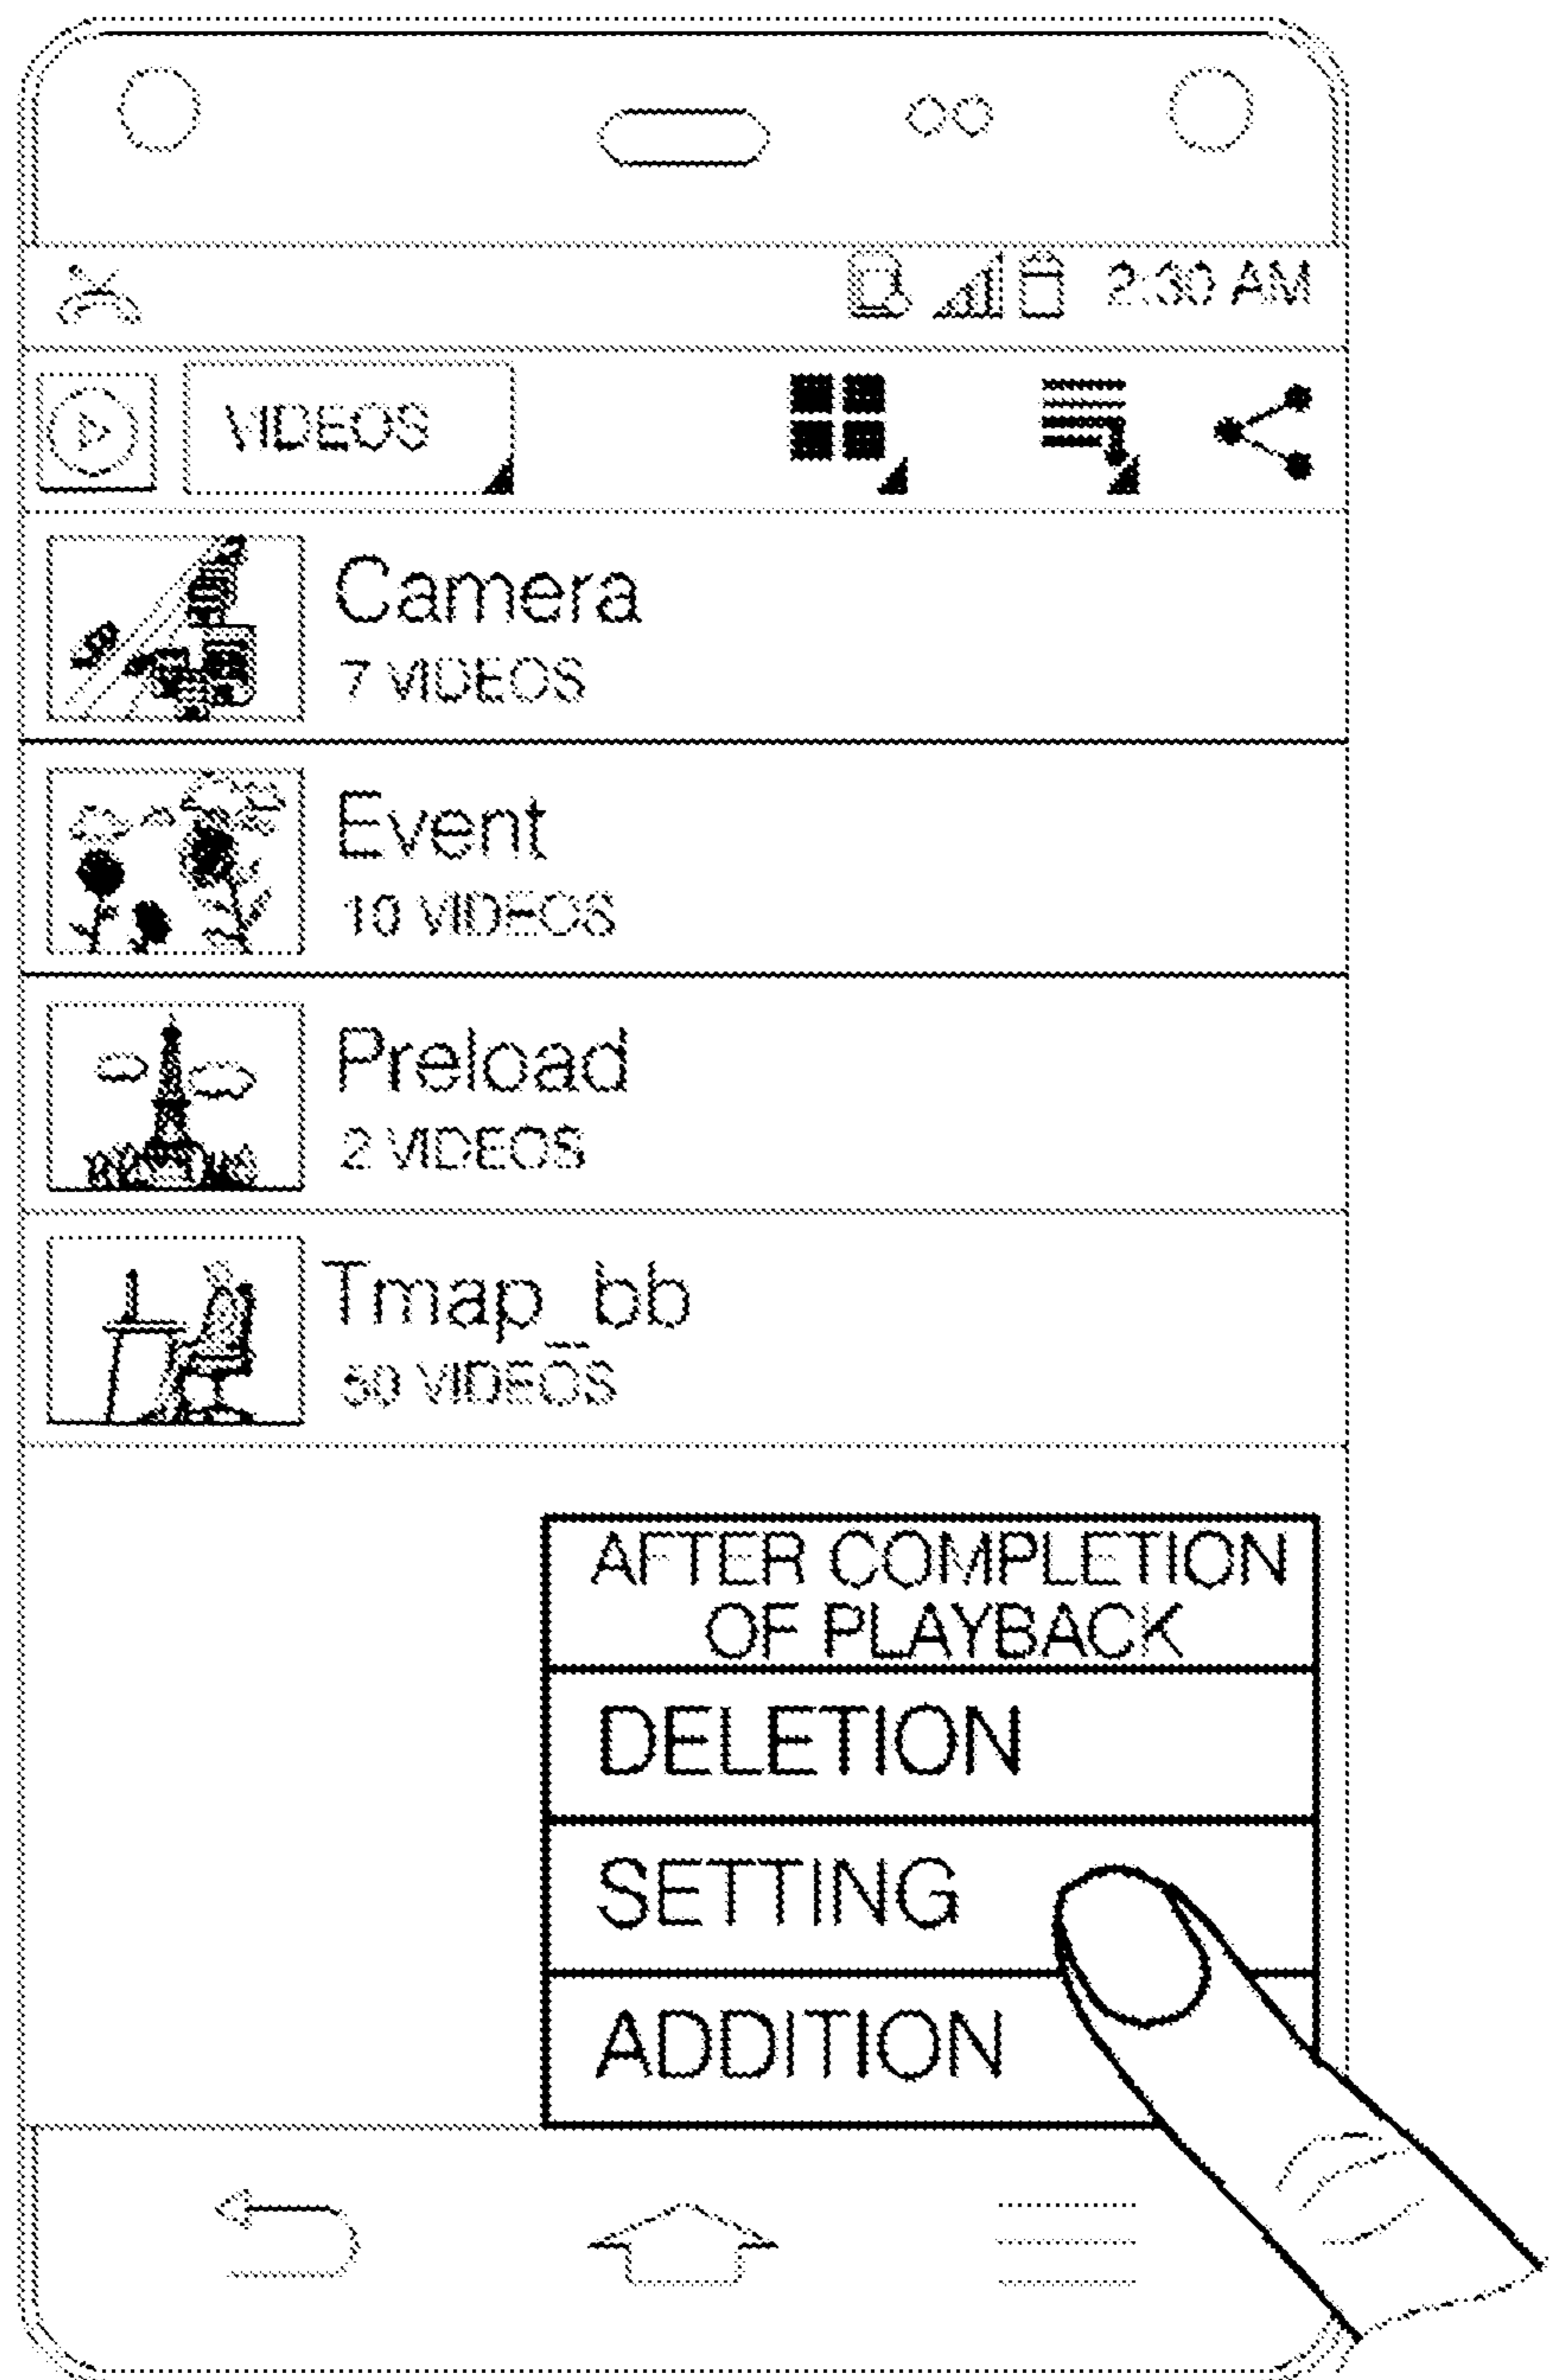 2:30 AM
VIDEOS
Camera
7 VIDEOS
Event
10 VIDEOS
Preload
2 VIDEOS
Tmap_bb
50 VIDEOS
AFTER COMPLETION
OF PLAYBACK
DELETION
SETTING
ADDITION